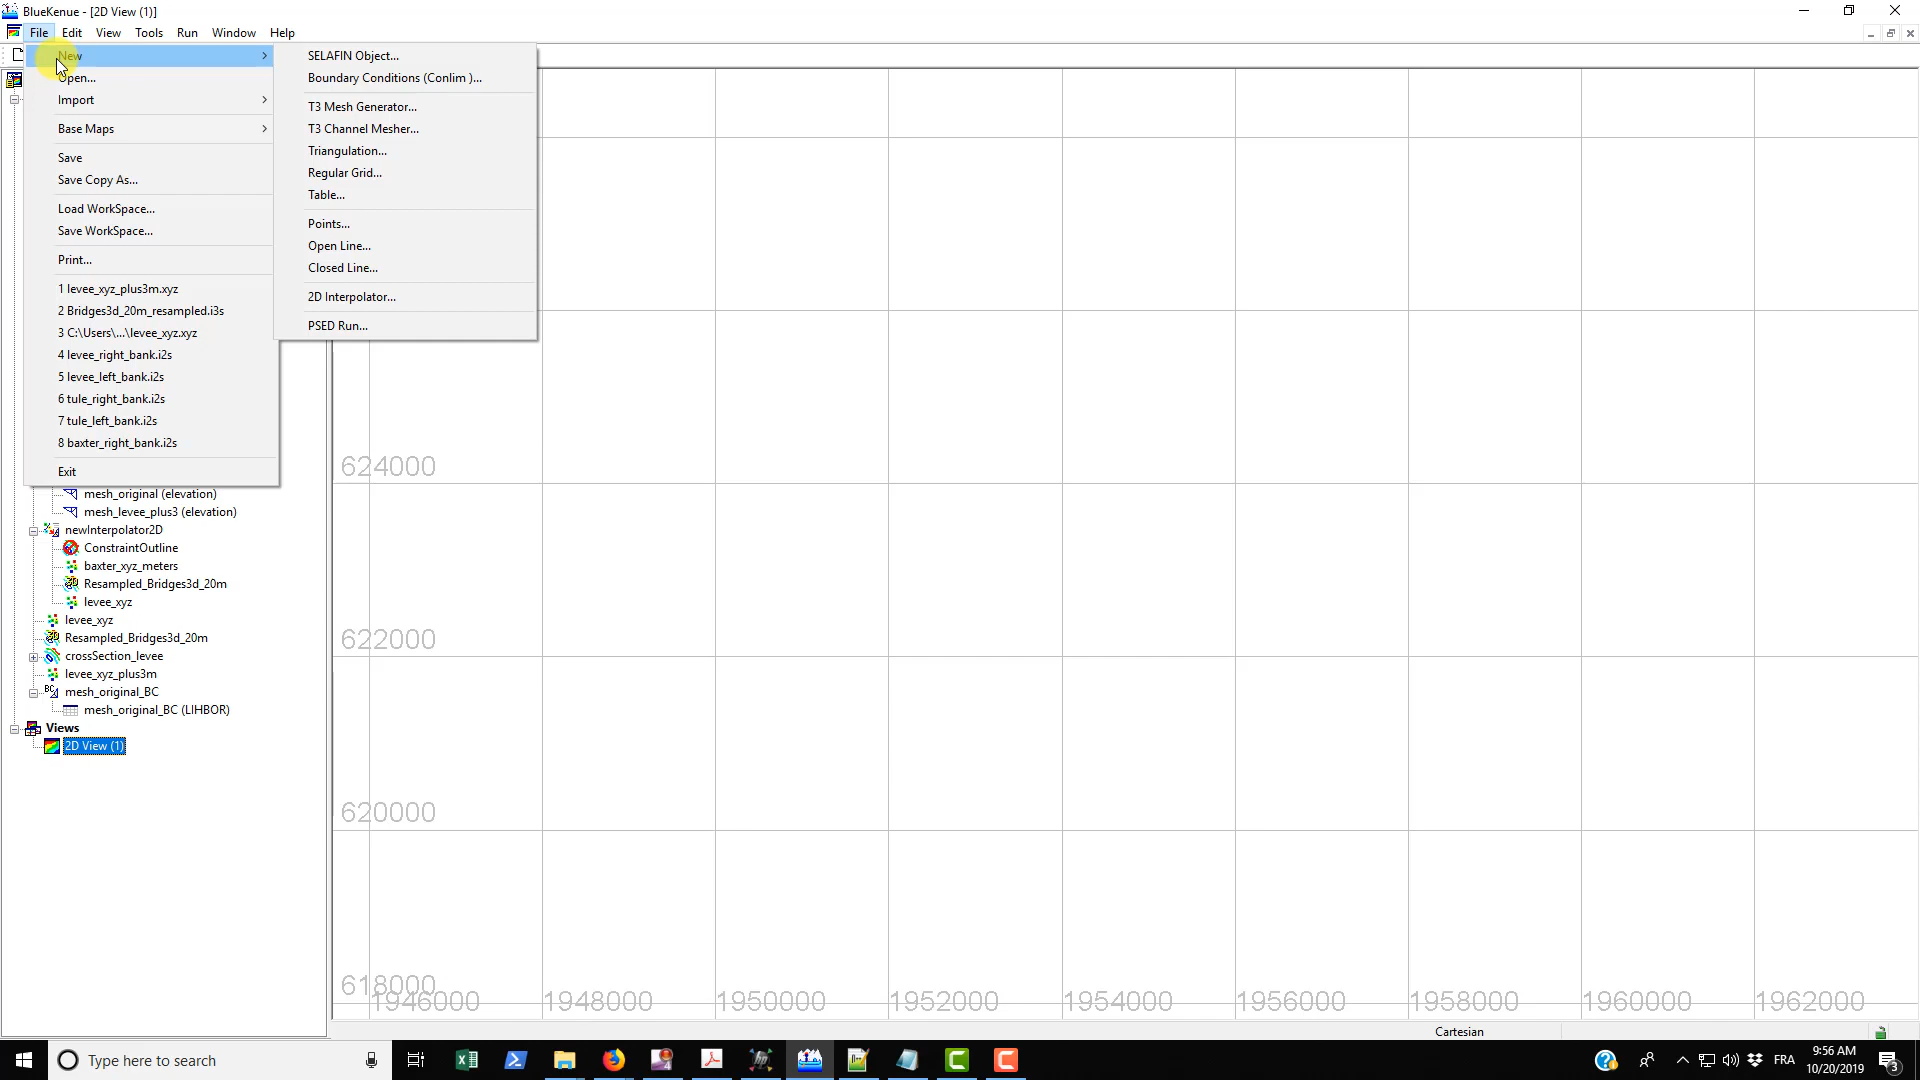 BlueKenue - [2D View (1)]
File Edit View Tools Run Window Help
New
Open...
Import
Base Maps
Save
Save Copy As...
Load WorkSpace...
Save WorkSpace...
Print...
1 levee_xyz_plus3m.xyz
2 Bridges3d_20m_resampled.i3s
3 C:\Users\...\levee_xyz.xyz
4 levee_right_bank.i2s
5 levee_left_bank.i2s
6 tule_right_bank.i2s
7 tule_left_bank.i2s
8 baxter_right_bank.i2s
Exit
SELAFIN Object...
Boundary Conditions (Conlim )...
T3 Mesh Generator...
T3 Channel Mesher...
Triangulation...
Regular Grid...
Table...
Points...
Open Line...
Closed Line...
2D Interpolator...
PSED Run...
mesh_original (elevation)
mesh_levee_plus3 (elevation)
newInterpolator2D
ConstraintOutline
baxter_xyz_meters
Resampled_Bridges3d_20m
levee_xyz
levee_xyz
Resampled_Bridges3d_20m
crossSection_levee
levee_xyz_plus3m
mesh_original_BC
mesh_original_BC (LIHBOR)
Views
2D View (1)
624000
622000
620000
618000
1946000 1948000 1950000 1952000 1954000 1956000 1958000 1960000 1962000
Cartesian
Type here to search
FRA
9:56 AM
10/20/2019
3